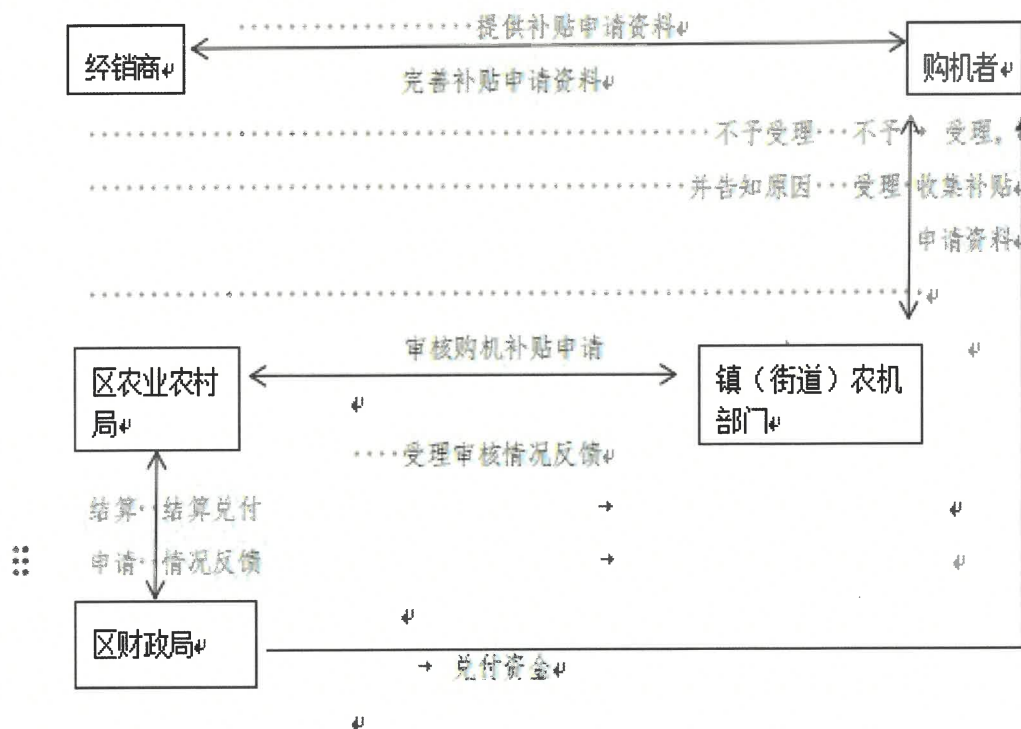 提供补贴申请资料
经销商
购机者
完善补贴申请资料
不予受理 不予 受理,
并告知原因 受理 收集补贴
申请资料
审核购机补贴申请
区农业农村局
镇（街道）农机部门
受理审核情况反馈
结算 结算兑付
申请 情况反馈
区财政局
兑付资金